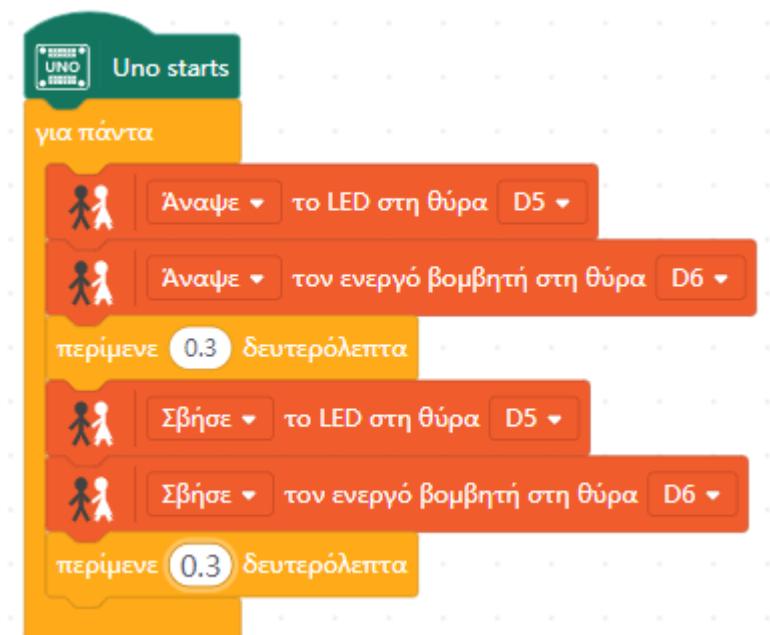 UNO Uno starts
για πάντα
Άναψε το LED στη θύρα D5
Άναψε τον ενεργό βομβητή στη θύρα D6
περίμενε 0.3 δευτερόλεπτα
Σβήσε το LED στη θύρα D5
Σβήσε τον ενεργό βομβητή στη θύρα D6
περίμενε 0.3 δευτερόλεπτα